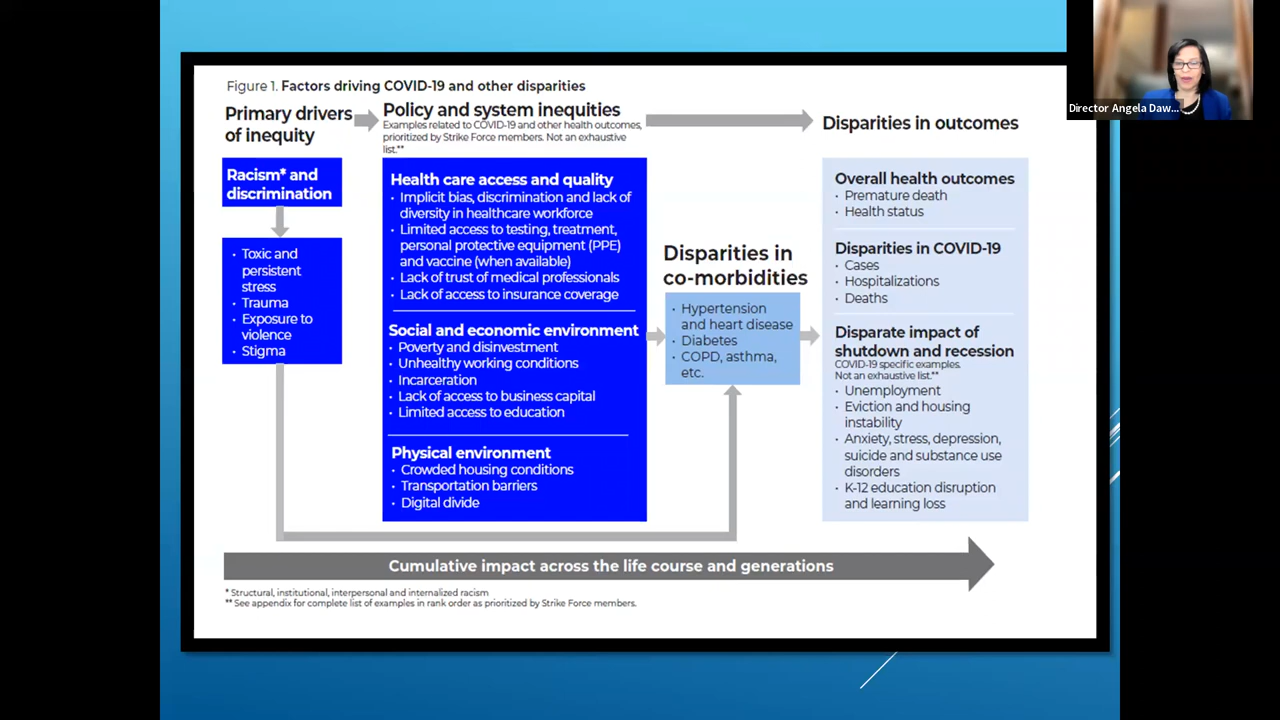 Director Angela Daw...
Figure 1. Factors driving COVID-19 and other disparities
Primary drivers
of inequity
Racism* and
discrimination
• Toxic and
persistent
stress
• Trauma
• Exposure to
violence
• Stigma
Policy and system inequities
Examples related to COVID-19 and other health outcomes,
prioritized by Strike Force members. Not an exhaustive
list.**
Health care access and quality
• Implicit bias, discrimination and lack of
diversity in healthcare workforce
• Limited access to testing, treatment,
personal protective equipment (PPE)
and vaccine (when available)
• Lack of trust of medical professionals
• Lack of access to insurance coverage
Social and economic environment
• Poverty and disinvestment
• Unhealthy working conditions
• Incarceration
• Lack of access to business capital
• Limited access to education
Physical environment
• Crowded housing conditions
• Transportation barriers
• Digital divide
Disparities in
co-morbidities
• Hypertension
and heart disease
• Diabetes
• COPD, asthma,
etc.
Disparities in outcomes
Overall health outcomes
• Premature death
• Health status
Disparities in COVID-19
• Cases
• Hospitalizations
• Deaths
Disparate impact of
shutdown and recession
COVID-19 specific examples.
Not an exhaustive list.**
• Unemployment
• Eviction and housing
instability
• Anxiety, stress, depression,
suicide and substance use
disorders
• K-12 education disruption
and learning loss
Cumulative impact across the life course and generations
* Structural, institutional, interpersonal and internalized racism
** See appendix for complete list of examples in rank order as prioritized by Strike Force members.